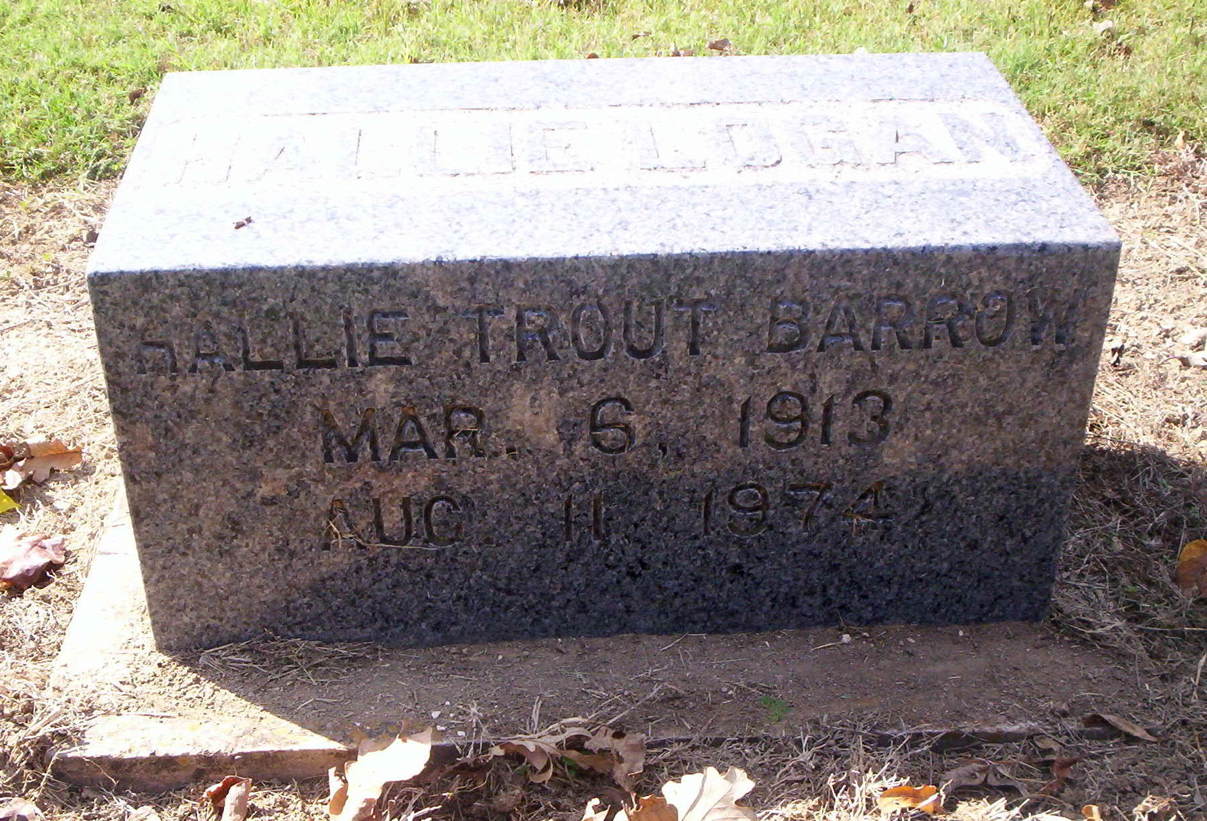 HALLIE LOGAN
HALLIE TROUT BARROW
MAR. 6, 1913
AUG. 11, 1974